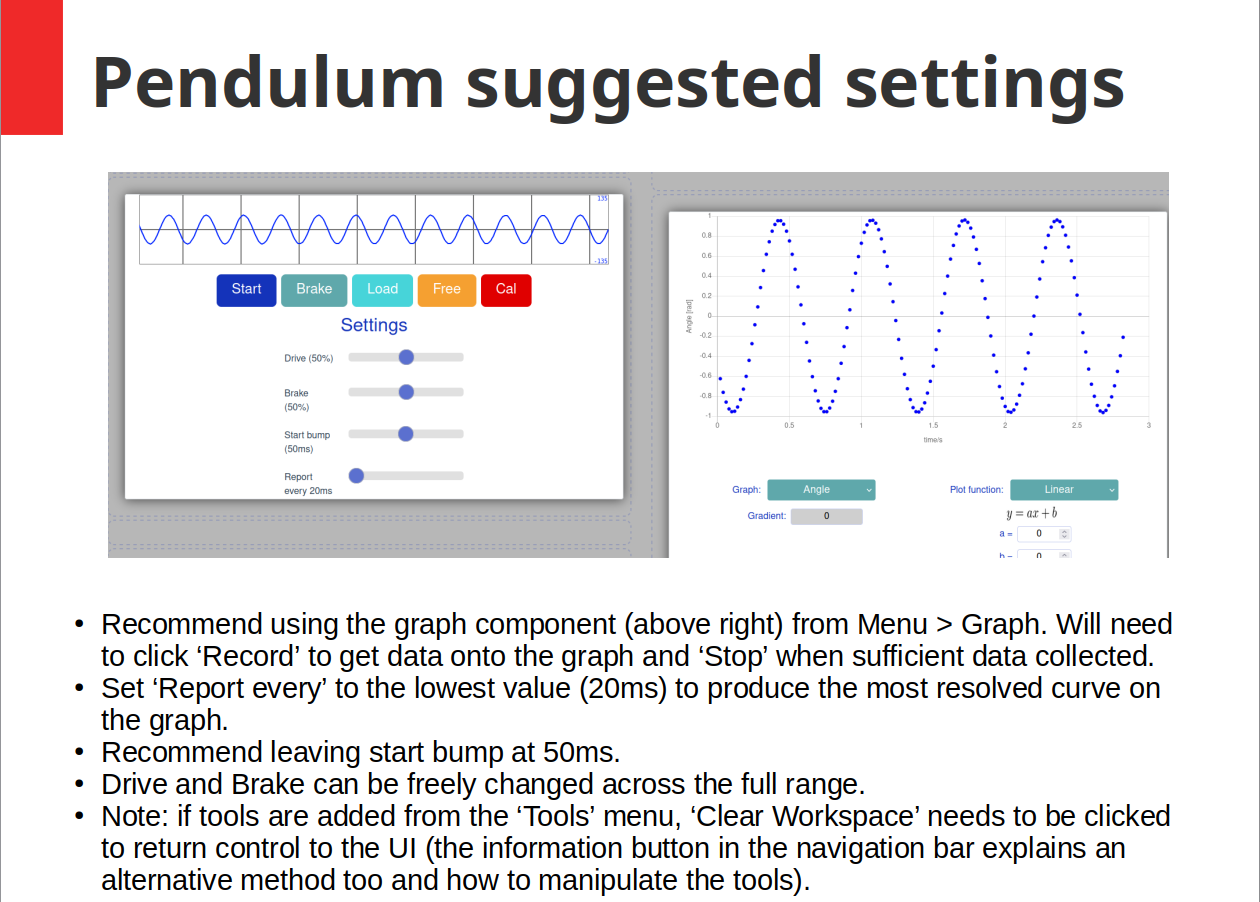 Pendulum suggested settings
135
-135
Start Brake Load Free Cal
Settings
Drive (50%)
Brake
(50%)
Start bump
(50ms)
Report
every 20ms
1
0.8
0.6
0.4
0.2
0
-0.2
-0.4
-0.6
-0.8
-1
Angle [rad]
0 0.5 1 1.5 2 2.5 3
time/s
Graph: Angle Plot function: Linear
Gradient: 0 y = ax + b
a = 0
b = 0
• Recommend using the graph component (above right) from Menu > Graph. Will need
to click ‘Record’ to get data onto the graph and ‘Stop’ when sufficient data collected.
• Set ‘Report every’ to the lowest value (20ms) to produce the most resolved curve on
the graph.
• Recommend leaving start bump at 50ms.
• Drive and Brake can be freely changed across the full range.
• Note: if tools are added from the ‘Tools’ menu, ‘Clear Workspace’ needs to be clicked
to return control to the UI (the information button in the navigation bar explains an
alternative method too and how to manipulate the tools).